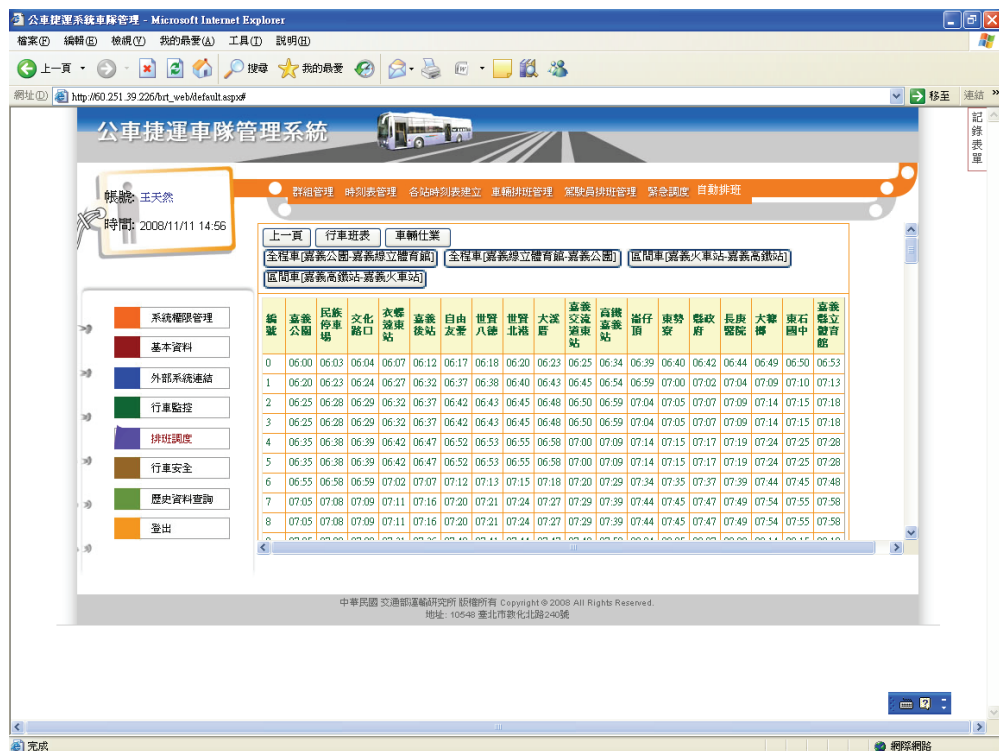 公車捷運系統車隊管理 - Microsoft Internet Explorer
檔案(F) 編輯(E) 檢視(V) 我的最愛(A) 工具(T) 說明(H)
上一頁 搜尋 我的最愛
網址(D) http://60.251.39.226/brt_web/default.aspx# 移至 連結 »
記錄表單
公車捷運車隊管理系統
帳號: 王天然
時間: 2008/11/11 14:56
群組管理 時刻表管理 各站時刻表建立 車輛排班管理 駕駛員排班管理 緊急調度 自動排班
上一頁 行車班表 車輛仕業
全程車[嘉義公園-嘉義線立體育館] 全程車[嘉義線立體育館-嘉義公園] 區間車[嘉義火車站-嘉義高鐵站]
區間車[嘉義高鐵站-嘉義火車站]
系統權限管理
基本資料
外部系統連結
行車監控
排班調度
行車安全
歷史資料查詢
登出
編號 嘉義公園 民族停車場 文化路口 衣蝶遠東站 嘉義後站 自由友愛 世賢八德 世賢北港 大溪厝 嘉義交流道東站 高鐵嘉義站 崙仔頂 東勢寮 縣政府 長庚醫院 大糠榔 東石國中 嘉義縣立體育館
0 06:00 06:03 06:04 06:07 06:12 06:17 06:18 06:20 06:23 06:25 06:34 06:39 06:40 06:42 06:44 06:49 06:50 06:53
1 06:20 06:23 06:24 06:27 06:32 06:37 06:38 06:40 06:43 06:45 06:54 06:59 07:00 07:02 07:04 07:09 07:10 07:13
2 06:25 06:28 06:29 06:32 06:37 06:42 06:43 06:45 06:48 06:50 06:59 07:04 07:05 07:07 07:09 07:14 07:15 07:18
3 06:25 06:28 06:29 06:32 06:37 06:42 06:43 06:45 06:48 06:50 06:59 07:04 07:05 07:07 07:09 07:14 07:15 07:18
4 06:35 06:38 06:39 06:42 06:47 06:52 06:53 06:55 06:58 07:00 07:09 07:14 07:15 07:17 07:19 07:24 07:25 07:28
5 06:35 06:38 06:39 06:42 06:47 06:52 06:53 06:55 06:58 07:00 07:09 07:14 07:15 07:17 07:19 07:24 07:25 07:28
6 06:55 06:58 06:59 07:02 07:07 07:12 07:13 07:15 07:18 07:20 07:29 07:34 07:35 07:37 07:39 07:44 07:45 07:48
7 07:05 07:08 07:09 07:11 07:16 07:20 07:21 07:24 07:27 07:29 07:39 07:44 07:45 07:47 07:49 07:54 07:55 07:58
8 07:05 07:08 07:09 07:11 07:16 07:20 07:21 07:24 07:27 07:29 07:39 07:44 07:45 07:47 07:49 07:54 07:55 07:58
中華民國 交通部運輸研究所 版權所有 Copyright © 2008 All Rights Reserved.
地址: 10548 臺北市敦化北路240號
完成 網際網路